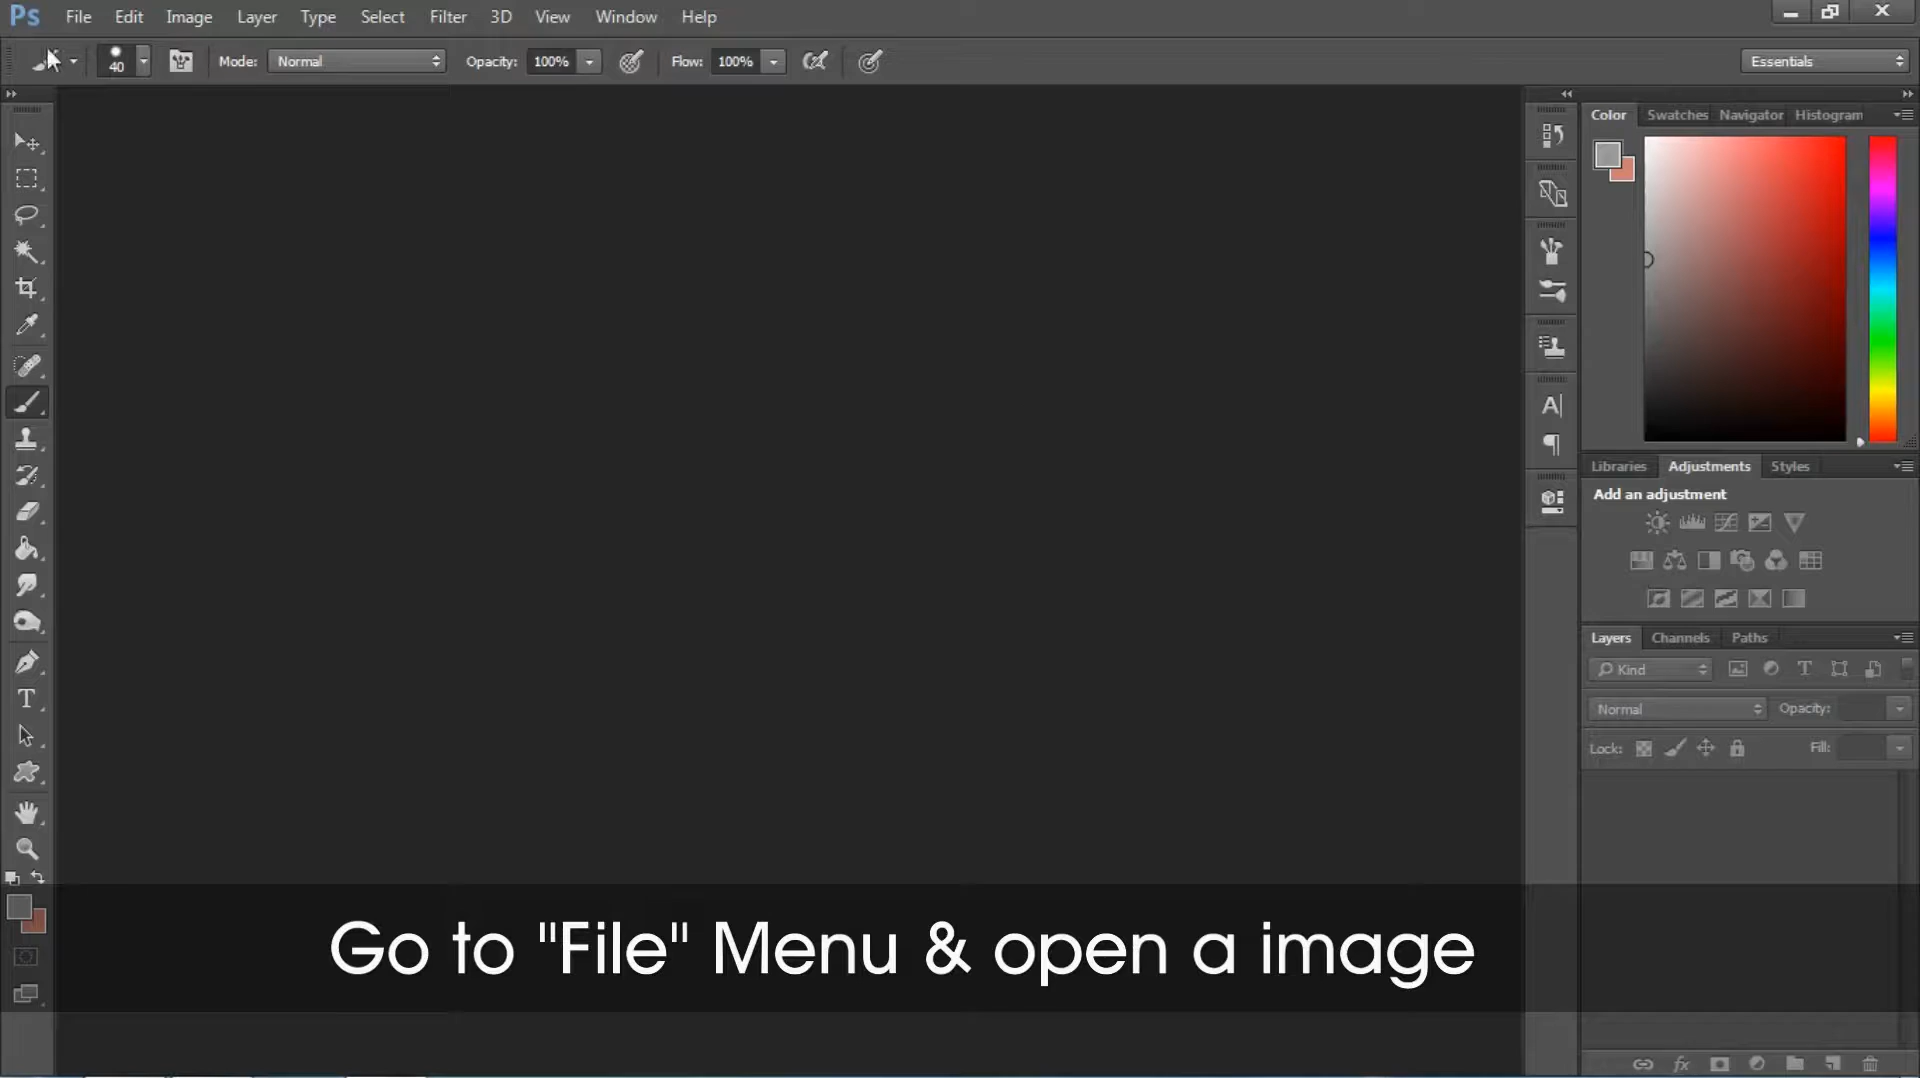 Ps File Edit Image Layer Type Select Filter 3D View Window Help
40 Mode: Normal Opacity: 100% Flow: 100% Essentials
Color Swatches Navigator Histogram
Libraries Adjustments Styles
Add an adjustment
Layers Channels Paths
Kind
Normal Opacity:
Lock: Fill:
Go to "File" Menu & open a image